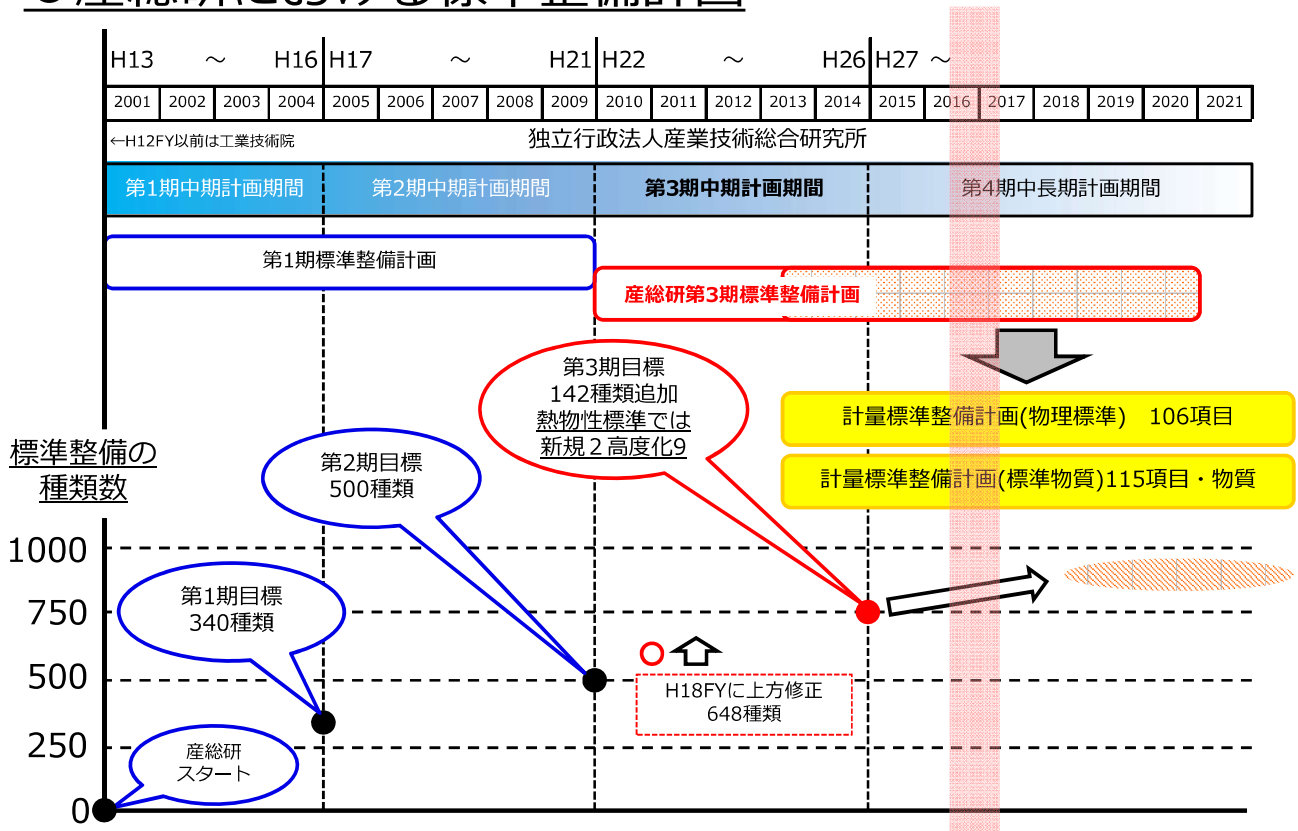 H13 ～ H16 H17 ～ H21 H22 ～ H26 H27 ～
2001 2002 2003 2004 2005 2006 2007 2008 2009 2010 2011 2012 2013 2014 2015 2016 2017 2018 2019 2020 2021
←H12FY以前は工業技術院
独立行政法人産業技術総合研究所
第1期中期計画期間 第2期中期計画期間 第3期中期計画期間 第4期中長期計画期間
第1期標準整備計画
産総研第3期標準整備計画
第3期目標
142種類追加
熱物性標準では
新規２高度化9
計量標準整備計画(物理標準) 106項目
計量標準整備計画(標準物質)115項目・物質
標準整備の
種類数
第2期目標
500種類
1000
第1期目標
340種類
750
500
H18FYに上方修正
648種類
250
産総研
スタート
0